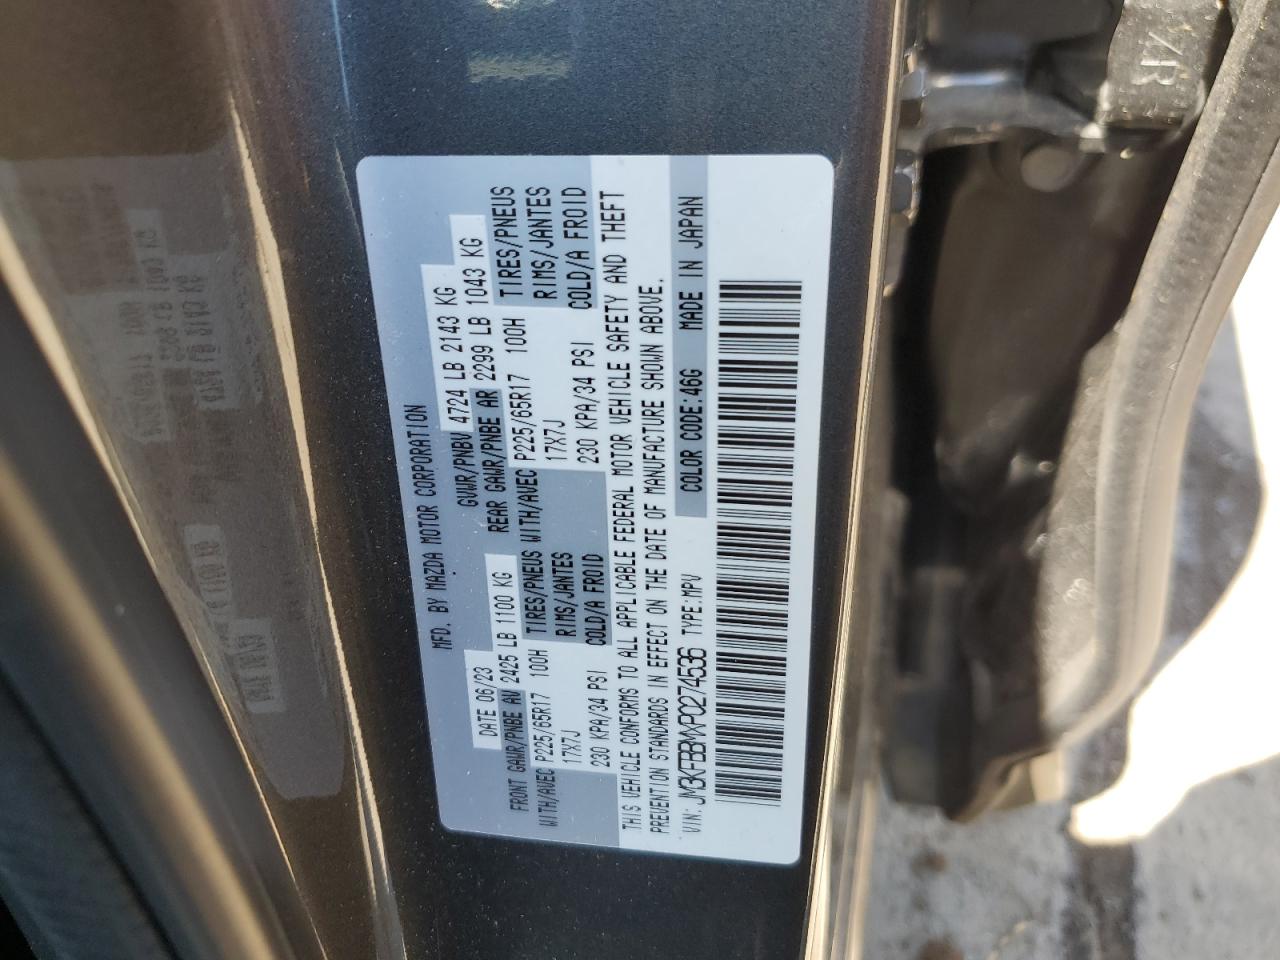 MFD. BY MAZDA MOTOR CORPORATION
DATE 06/23 GVWR/PNBV 4724 LB 2143 KG
FRONT GAWR/PNBE AV 2425 LB 1100 KG REAR GAWR/PNBE AR 2299 LB 1043 KG
WITH/AVEC P225/65R17 100H TIRES/PNEUS WITH/AVEC P225/65R17 100H TIRES/PNEUS
17X7J RIMS/JANTES 17X7J RIMS/JANTES
230 KPA/34 PSI COLD/A FROID 230 KPA/34 PSI COLD/A FROID
THIS VEHICLE CONFORMS TO ALL APPLICABLE FEDERAL MOTOR VEHICLE SAFETY AND THEFT
PREVENTION STANDARDS IN EFFECT ON THE DATE OF MANUFACTURE SHOWN ABOVE.
VIN: JM3KFBBMXP0274536 TYPE:MPV COLOR CODE:46G MADE IN JAPAN